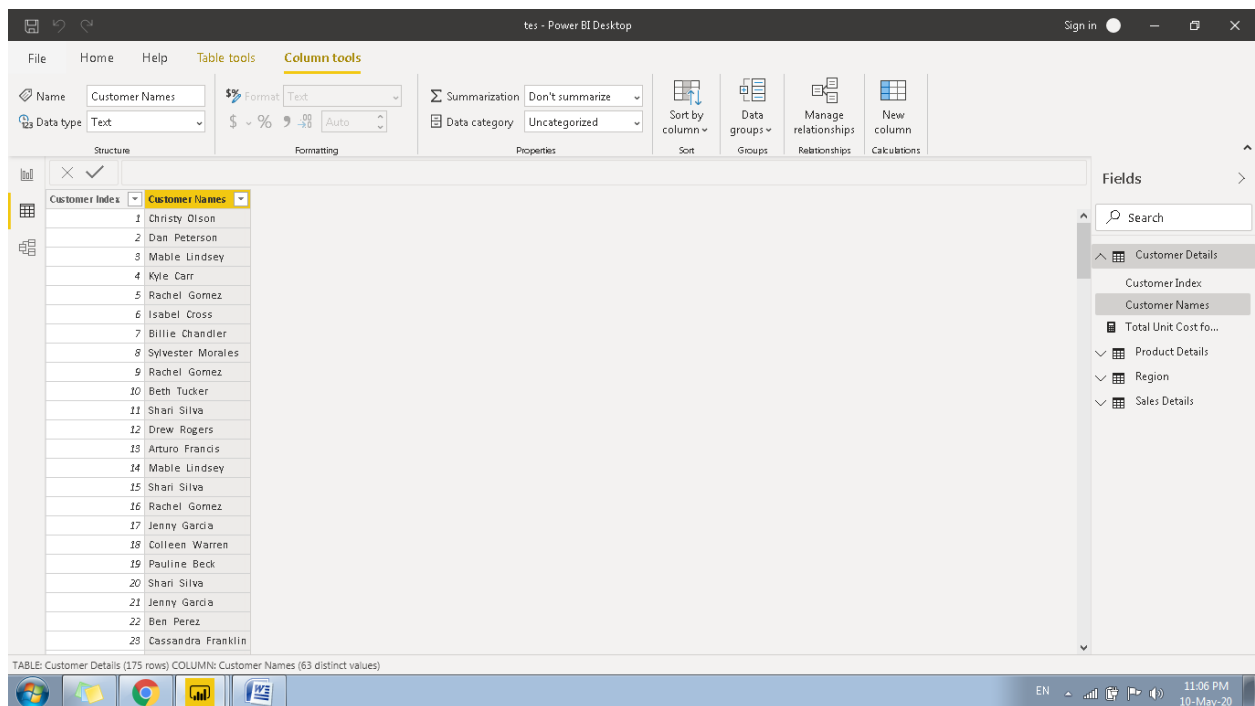 tes - Power BI Desktop
Sign in
File Home Help Table tools Column tools
Name Customer Names
Data type Text
Structure
$% Format Text
$ % 9 .00 Auto
Formatting
Σ Summarization Don't summarize
Data category Uncategorized
Properties
Sort by column
Sort
Data groups
Groups
Manage relationships
Relationships
New column
Calculations
Customer Index Customer Names
1 Christy Olson
2 Dan Peterson
3 Mable Lindsey
4 Kyle Carr
5 Rachel Gomez
6 Isabel Cross
7 Billie Chandler
8 Sylvester Morales
9 Rachel Gomez
10 Beth Tucker
11 Shari Silva
12 Drew Rogers
13 Arturo Francis
14 Mable Lindsey
15 Shari Silva
16 Rachel Gomez
17 Jenny Garcia
18 Colleen Warren
19 Pauline Beck
20 Shari Silva
21 Jenny Garcia
22 Ben Perez
23 Cassandra Franklin
Fields
Search
Customer Details
Customer Index
Customer Names
Total Unit Cost fo...
Product Details
Region
Sales Details
TABLE: Customer Details (175 rows) COLUMN: Customer Names (63 distinct values)
EN
11:06 PM
10-May-20